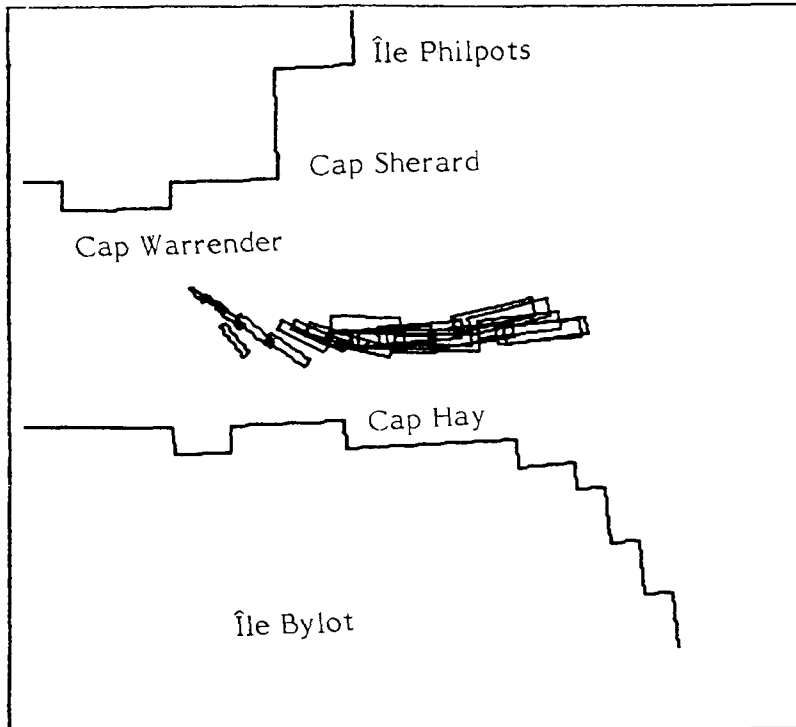 Île Philpots
Cap Sherard
Cap Warrender
Cap Hay
Île Bylot